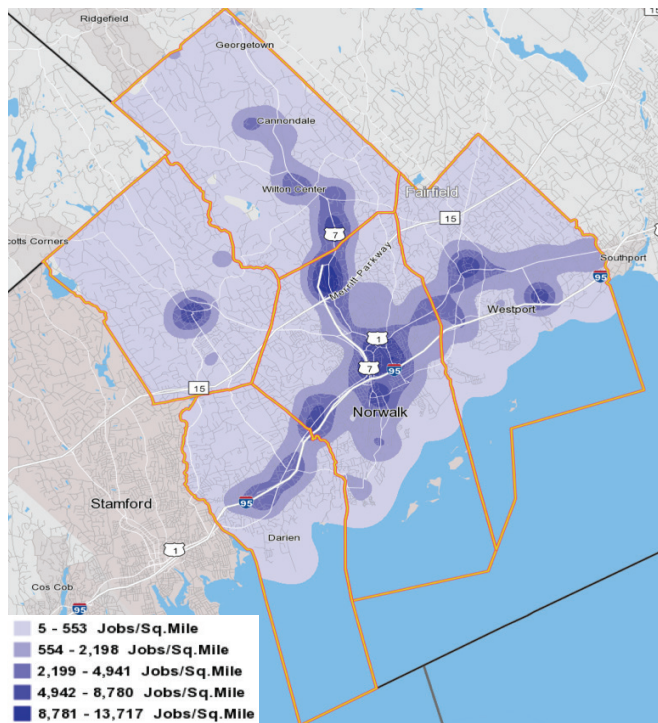 Ridgefield
15
Georgetown
Cannondale
Wilton Center
Fairfield
15
cotts Corners
7
Merritt Parkway
Southport
95
Westport
1
7
95
15
Norwalk
Stamford
95
1
Darien
Cos Cob
95
5 - 553 Jobs/Sq.Mile
554 - 2,198 Jobs/Sq.Mile
2,199 - 4,941 Jobs/Sq.Mile
4,942 - 8,780 Jobs/Sq.Mile
8,781 - 13,717 Jobs/Sq.Mile